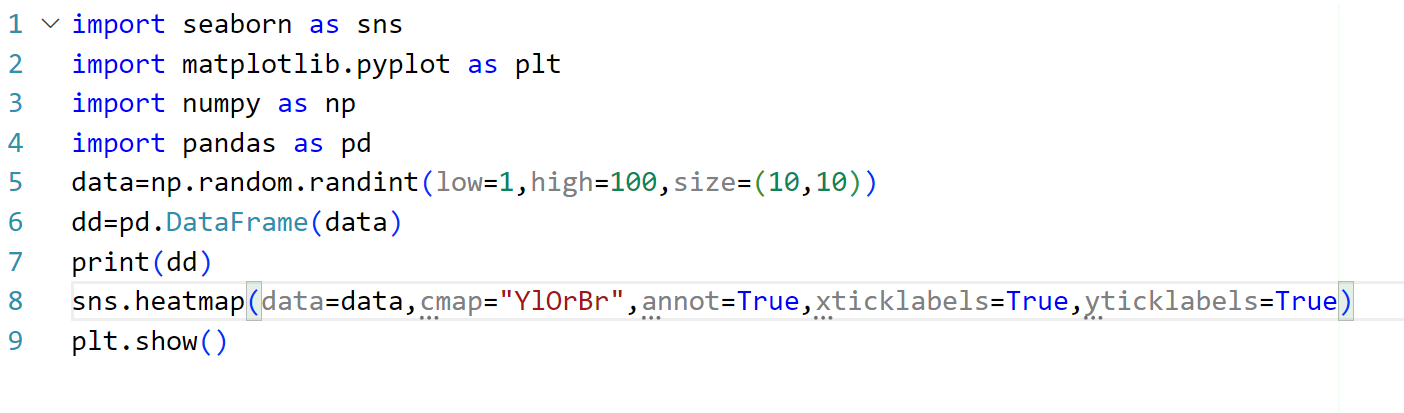 1 import seaborn as sns
2 import matplotlib.pyplot as plt
3 import numpy as np
4 import pandas as pd
5 data=np.random.randint(low=1,high=100,size=(10,10))
6 dd=pd.DataFrame(data)
7 print(dd)
8 sns.heatmap(data=data,cmap="YlOrBr",annot=True,xticklabels=True,yticklabels=True)
9 plt.show()